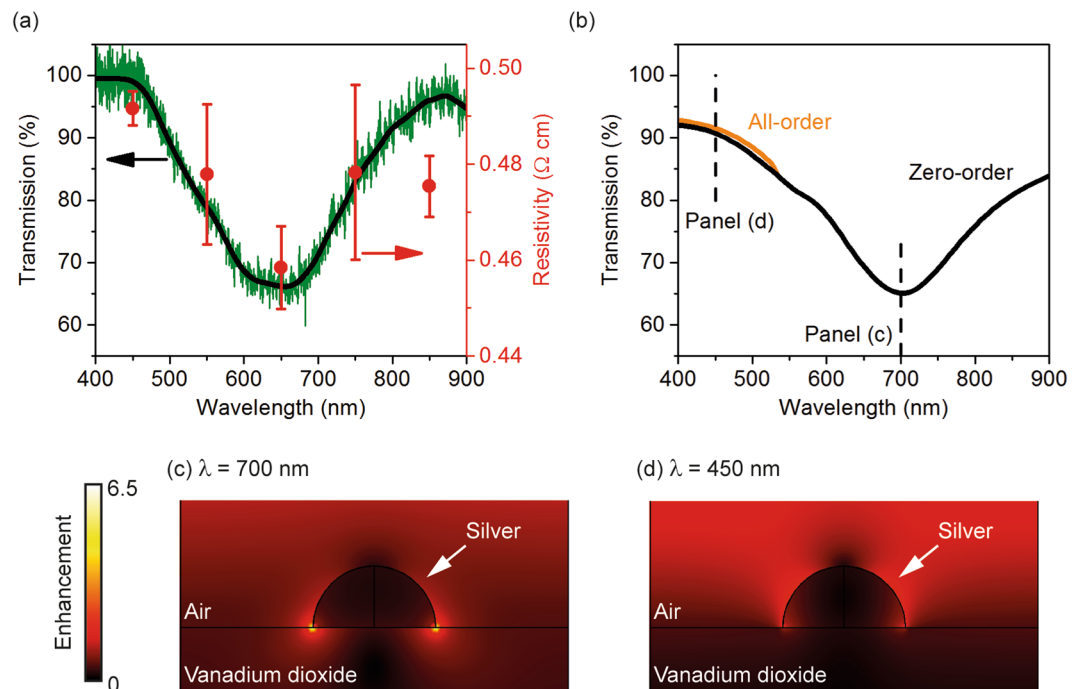 (a)
Transmission (%)
100
90
80
70
60
400 500 600 700 800 900
Wavelength (nm)
0.50
0.48
0.46
0.44
Resistivity (Ω cm)
(b)
Transmission (%)
100
90
80
70
60
All-order
Zero-order
Panel (d)
Panel (c)
400 500 600 700 800 900
Wavelength (nm)
(c) λ = 700 nm
6.5
Enhancement
0
Silver
Air
Vanadium dioxide
(d) λ = 450 nm
Silver
Air
Vanadium dioxide